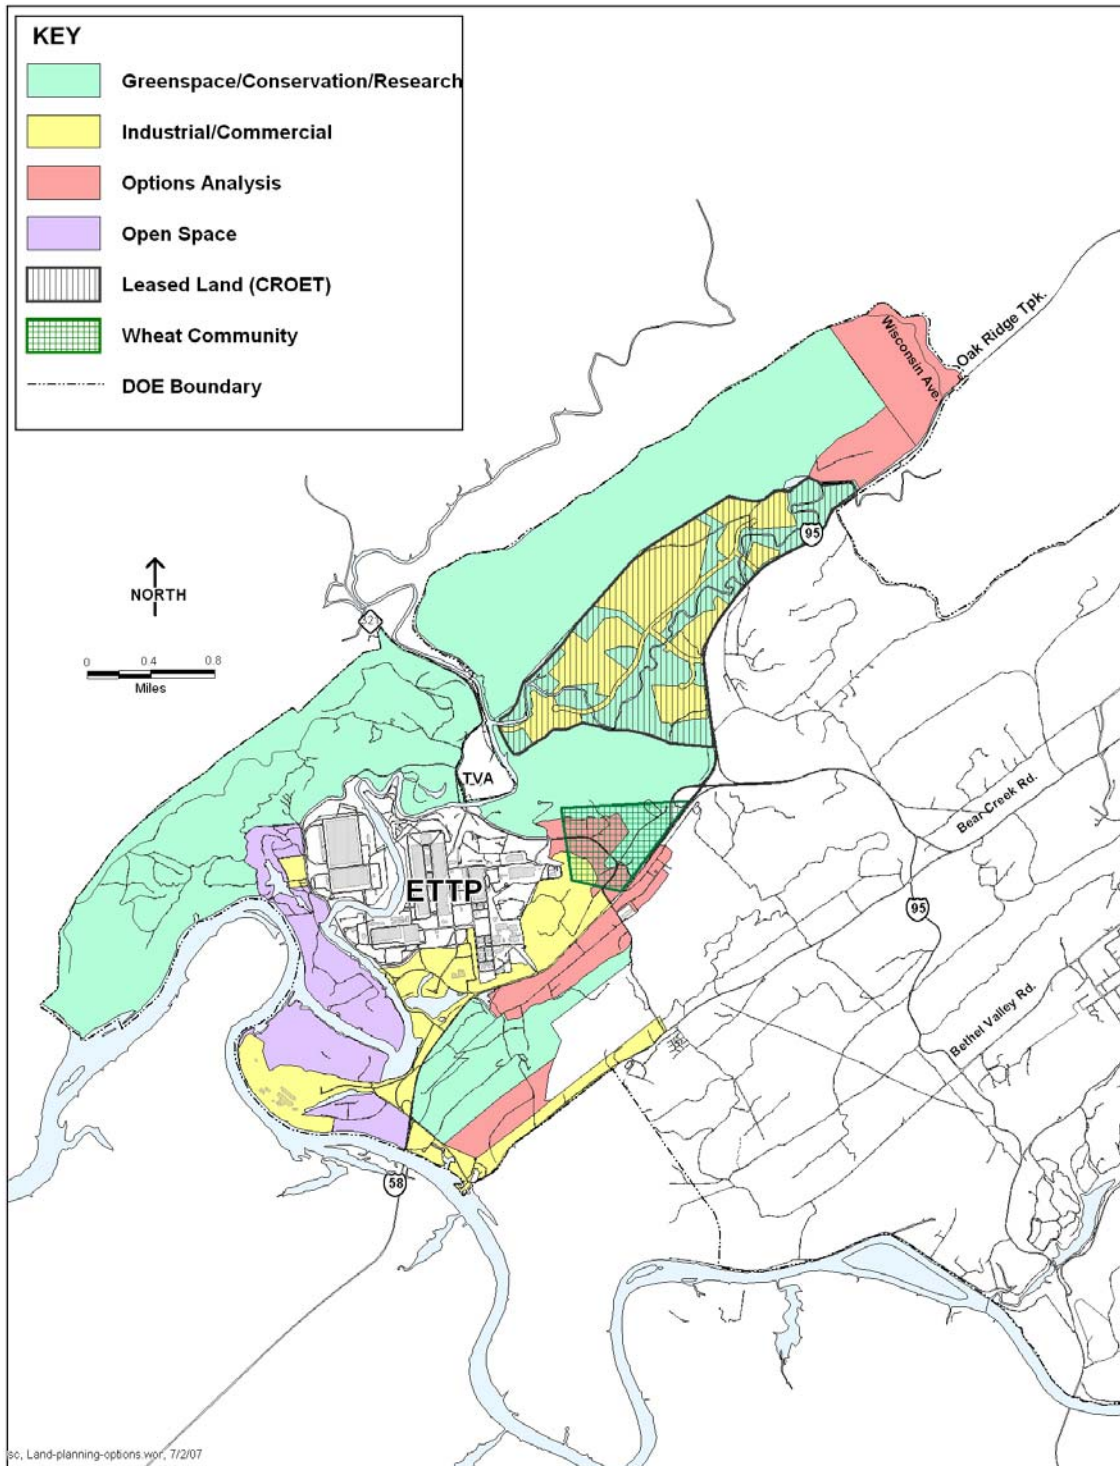 KEY
Greenspace/Conservation/Research
Industrial/Commercial
Options Analysis
Open Space
Leased Land (CROET)
Wheat Community
DOE Boundary
Wisconsin Ave.
Oak Ridge Tpk.
95
NORTH
0 0.4 0.8
Miles
TVA
Bear Creek Rd.
ETTP
95
Bethel Valley Rd.
58
Land-planning-options.wor, 7/2/07